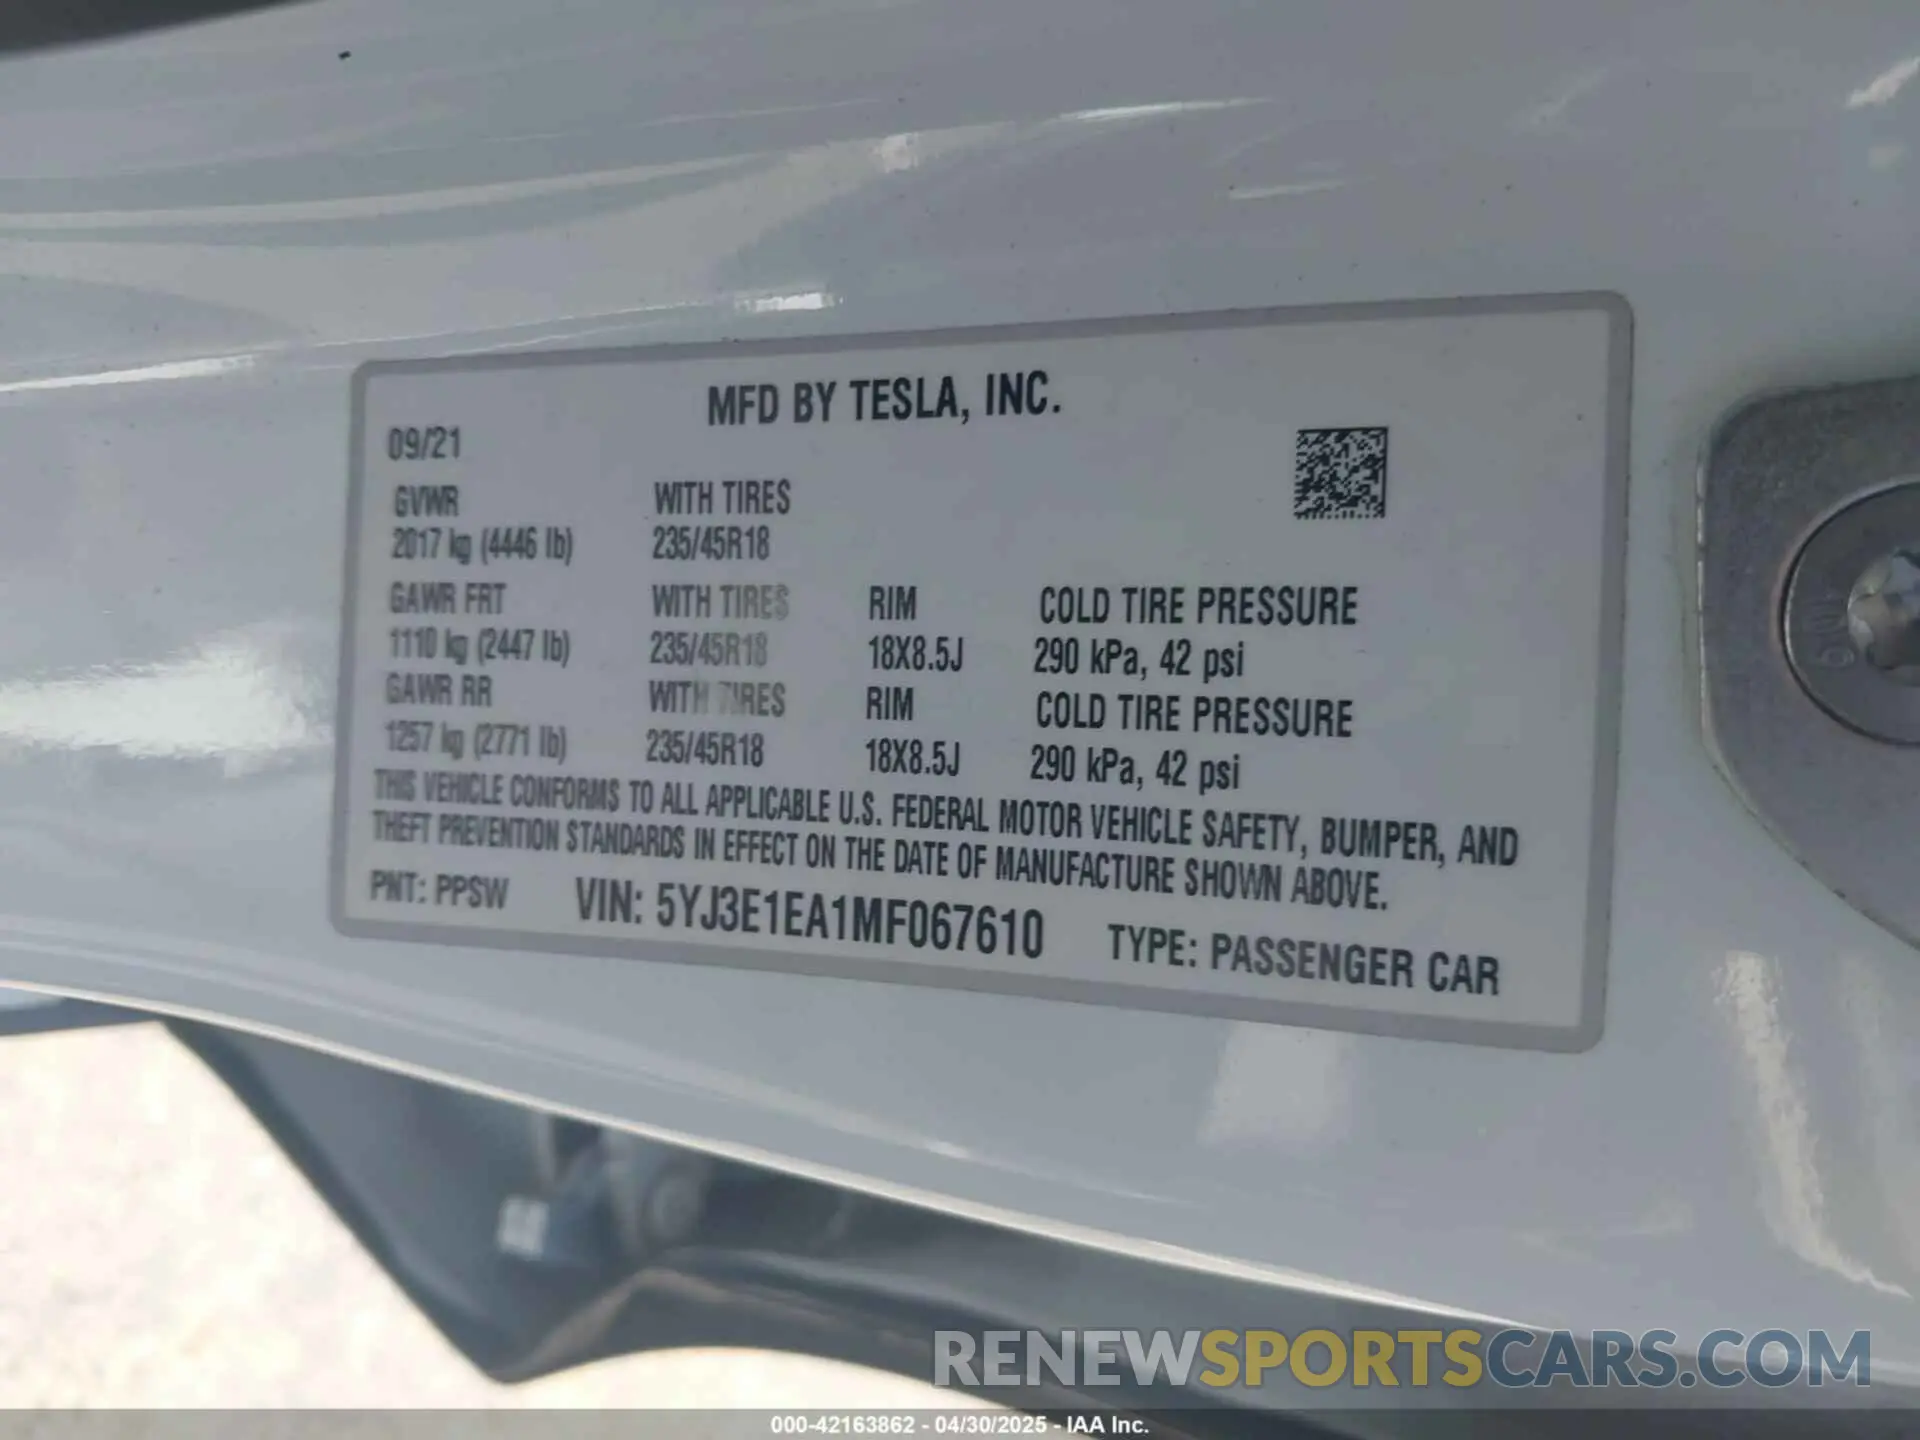 MFD BY TESLA, INC.
09/21
GVWR WITH TIRES
2017 kg (4446 lb) 235/45R18
GAWR FRT WITH TIRES RIM COLD TIRE PRESSURE
1110 kg (2447 lb) 235/45R18 18X8.5J 290 kPa, 42 psi
GAWR RR WITH TIRES RIM COLD TIRE PRESSURE
1257 kg (2771 lb) 235/45R18 18X8.5J 290 kPa, 42 psi
THIS VEHICLE CONFORMS TO ALL APPLICABLE U.S. FEDERAL MOTOR VEHICLE SAFETY, BUMPER, AND
THEFT PREVENTION STANDARDS IN EFFECT ON THE DATE OF MANUFACTURE SHOWN ABOVE.
PNT: PPSW VIN: 5YJ3E1EA1MF067610 TYPE: PASSENGER CAR
RENEWSPORTSCARS.COM
000-42163862 - 04/30/2025 - IAA Inc.